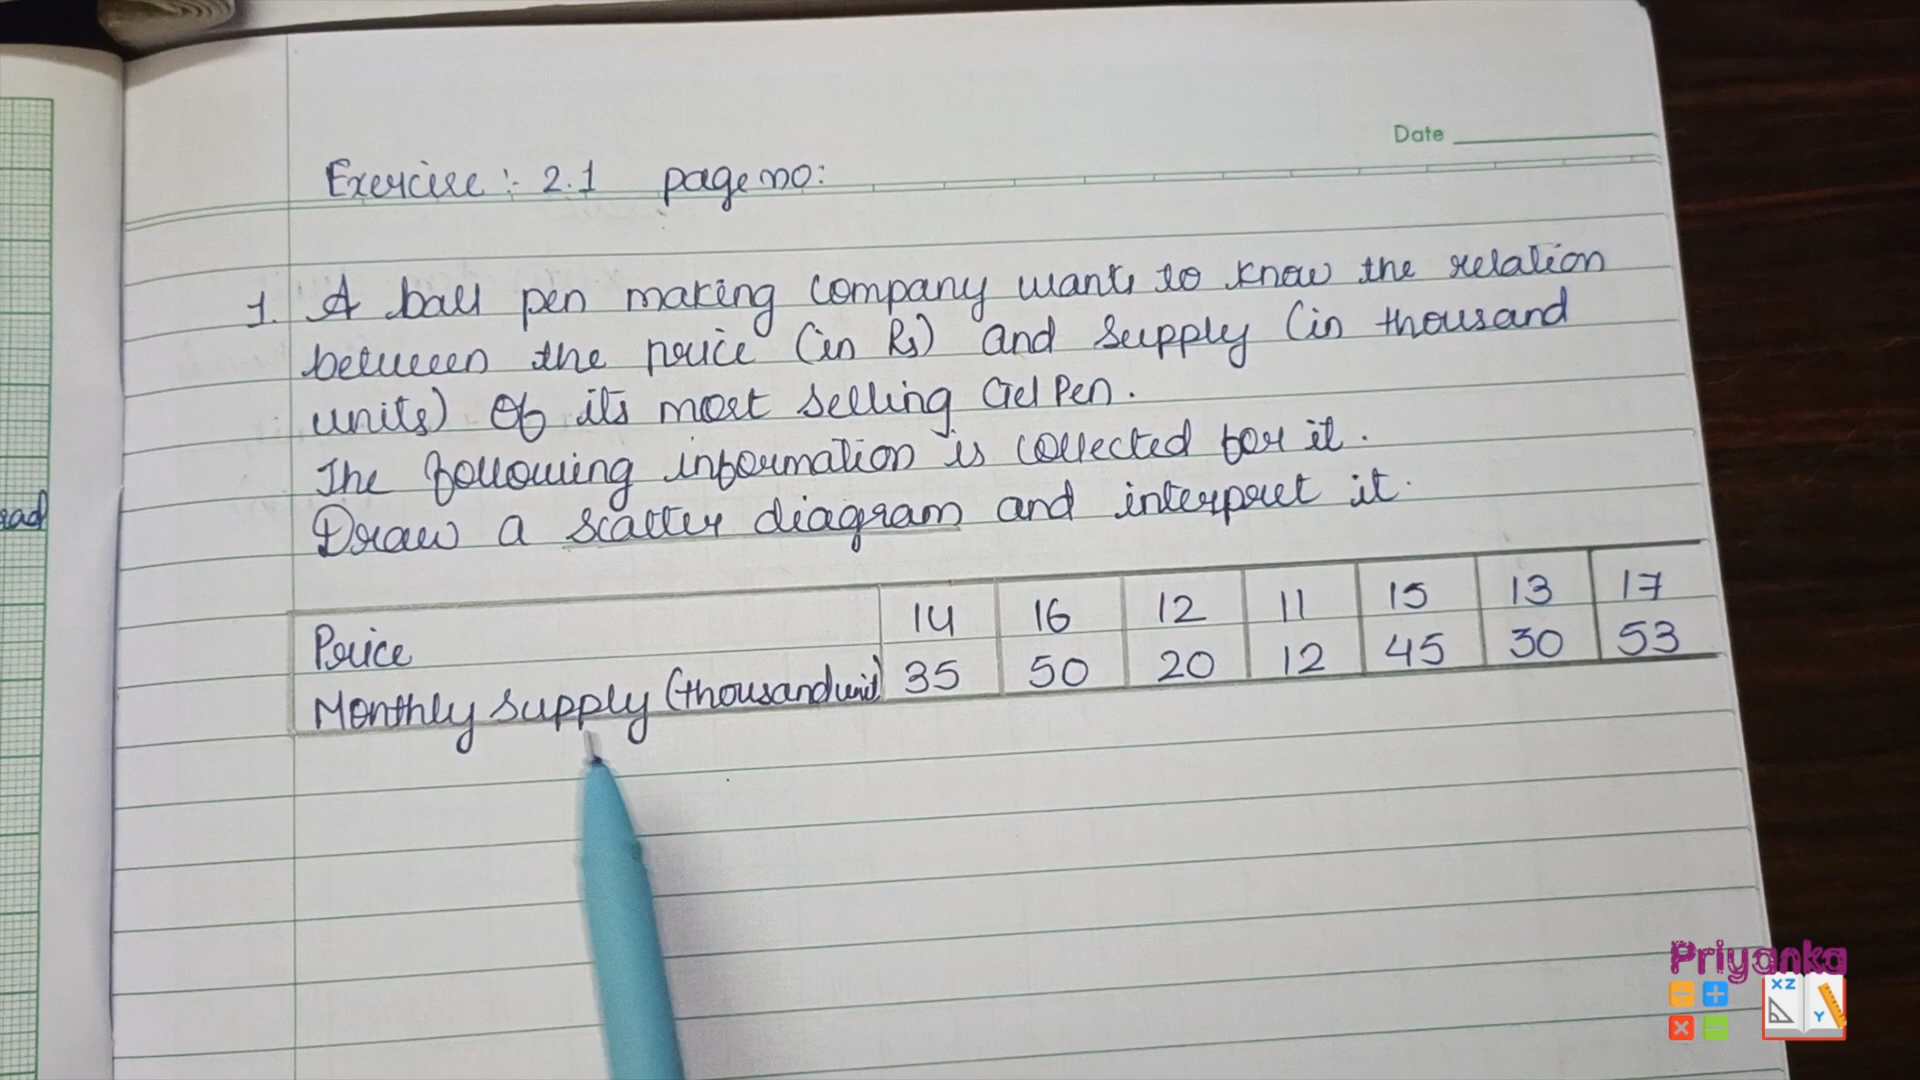 Date
Exercise :- 2.1 page no:
1. A ball pen making company wants to know the relation
between the price (in Rs) and supply (in thousand
units) of its most selling Gel Pen.
The following information is collected for it.
Draw a scatter diagram and interpret it.
Price 14 16 12 11 15 13 17
Monthly supply (thousand unit) 35 50 20 12 45 30 53
Priyanka
XZ
Y